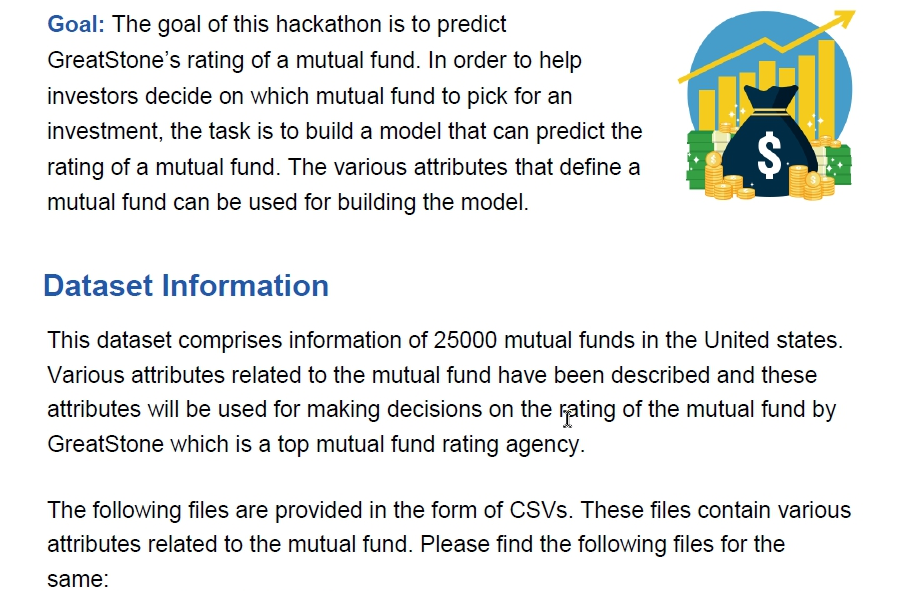 Goal: The goal of this hackathon is to predict
GreatStone’s rating of a mutual fund. In order to help
investors decide on which mutual fund to pick for an
investment, the task is to build a model that can predict the
rating of a mutual fund. The various attributes that define a
mutual fund can be used for building the model.
$
Dataset Information
This dataset comprises information of 25000 mutual funds in the United states.
Various attributes related to the mutual fund have been described and these
attributes will be used for making decisions on the rating of the mutual fund by
GreatStone which is a top mutual fund rating agency.
The following files are provided in the form of CSVs. These files contain various
attributes related to the mutual fund. Please find the following files for the
same: